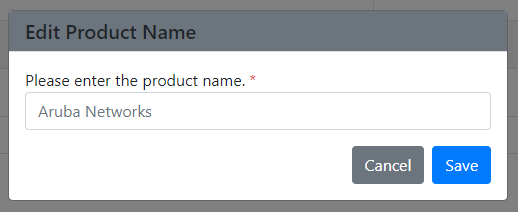 Edit Product Name
Please enter the product name. *
Aruba Networks
Cancel Save